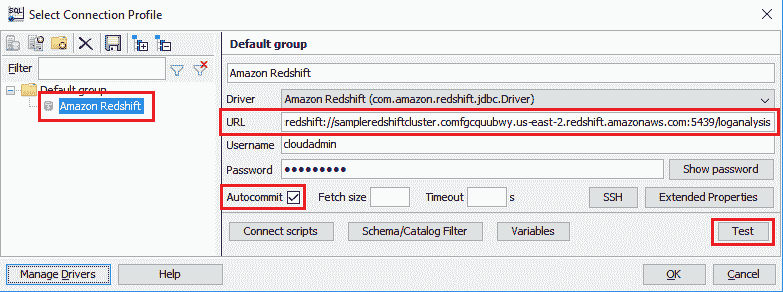 SQL
Select Connection Profile
Filter
Default group
Amazon Redshift
Default group
Amazon Redshift
Driver Amazon Redshift (com.amazon.redshift.jdbc.Driver)
URL redshift://sampleredshiftcluster.comfgcquubwy.us-east-2.redshift.amazonaws.com:5439/loganalysis
Username cloudadmin
Password ●●●●●●●●● Show password
Autocommit Fetch size Timeout s SSH Extended Properties
Connect scripts Schema/Catalog Filter Variables Test
Manage Drivers Help OK Cancel